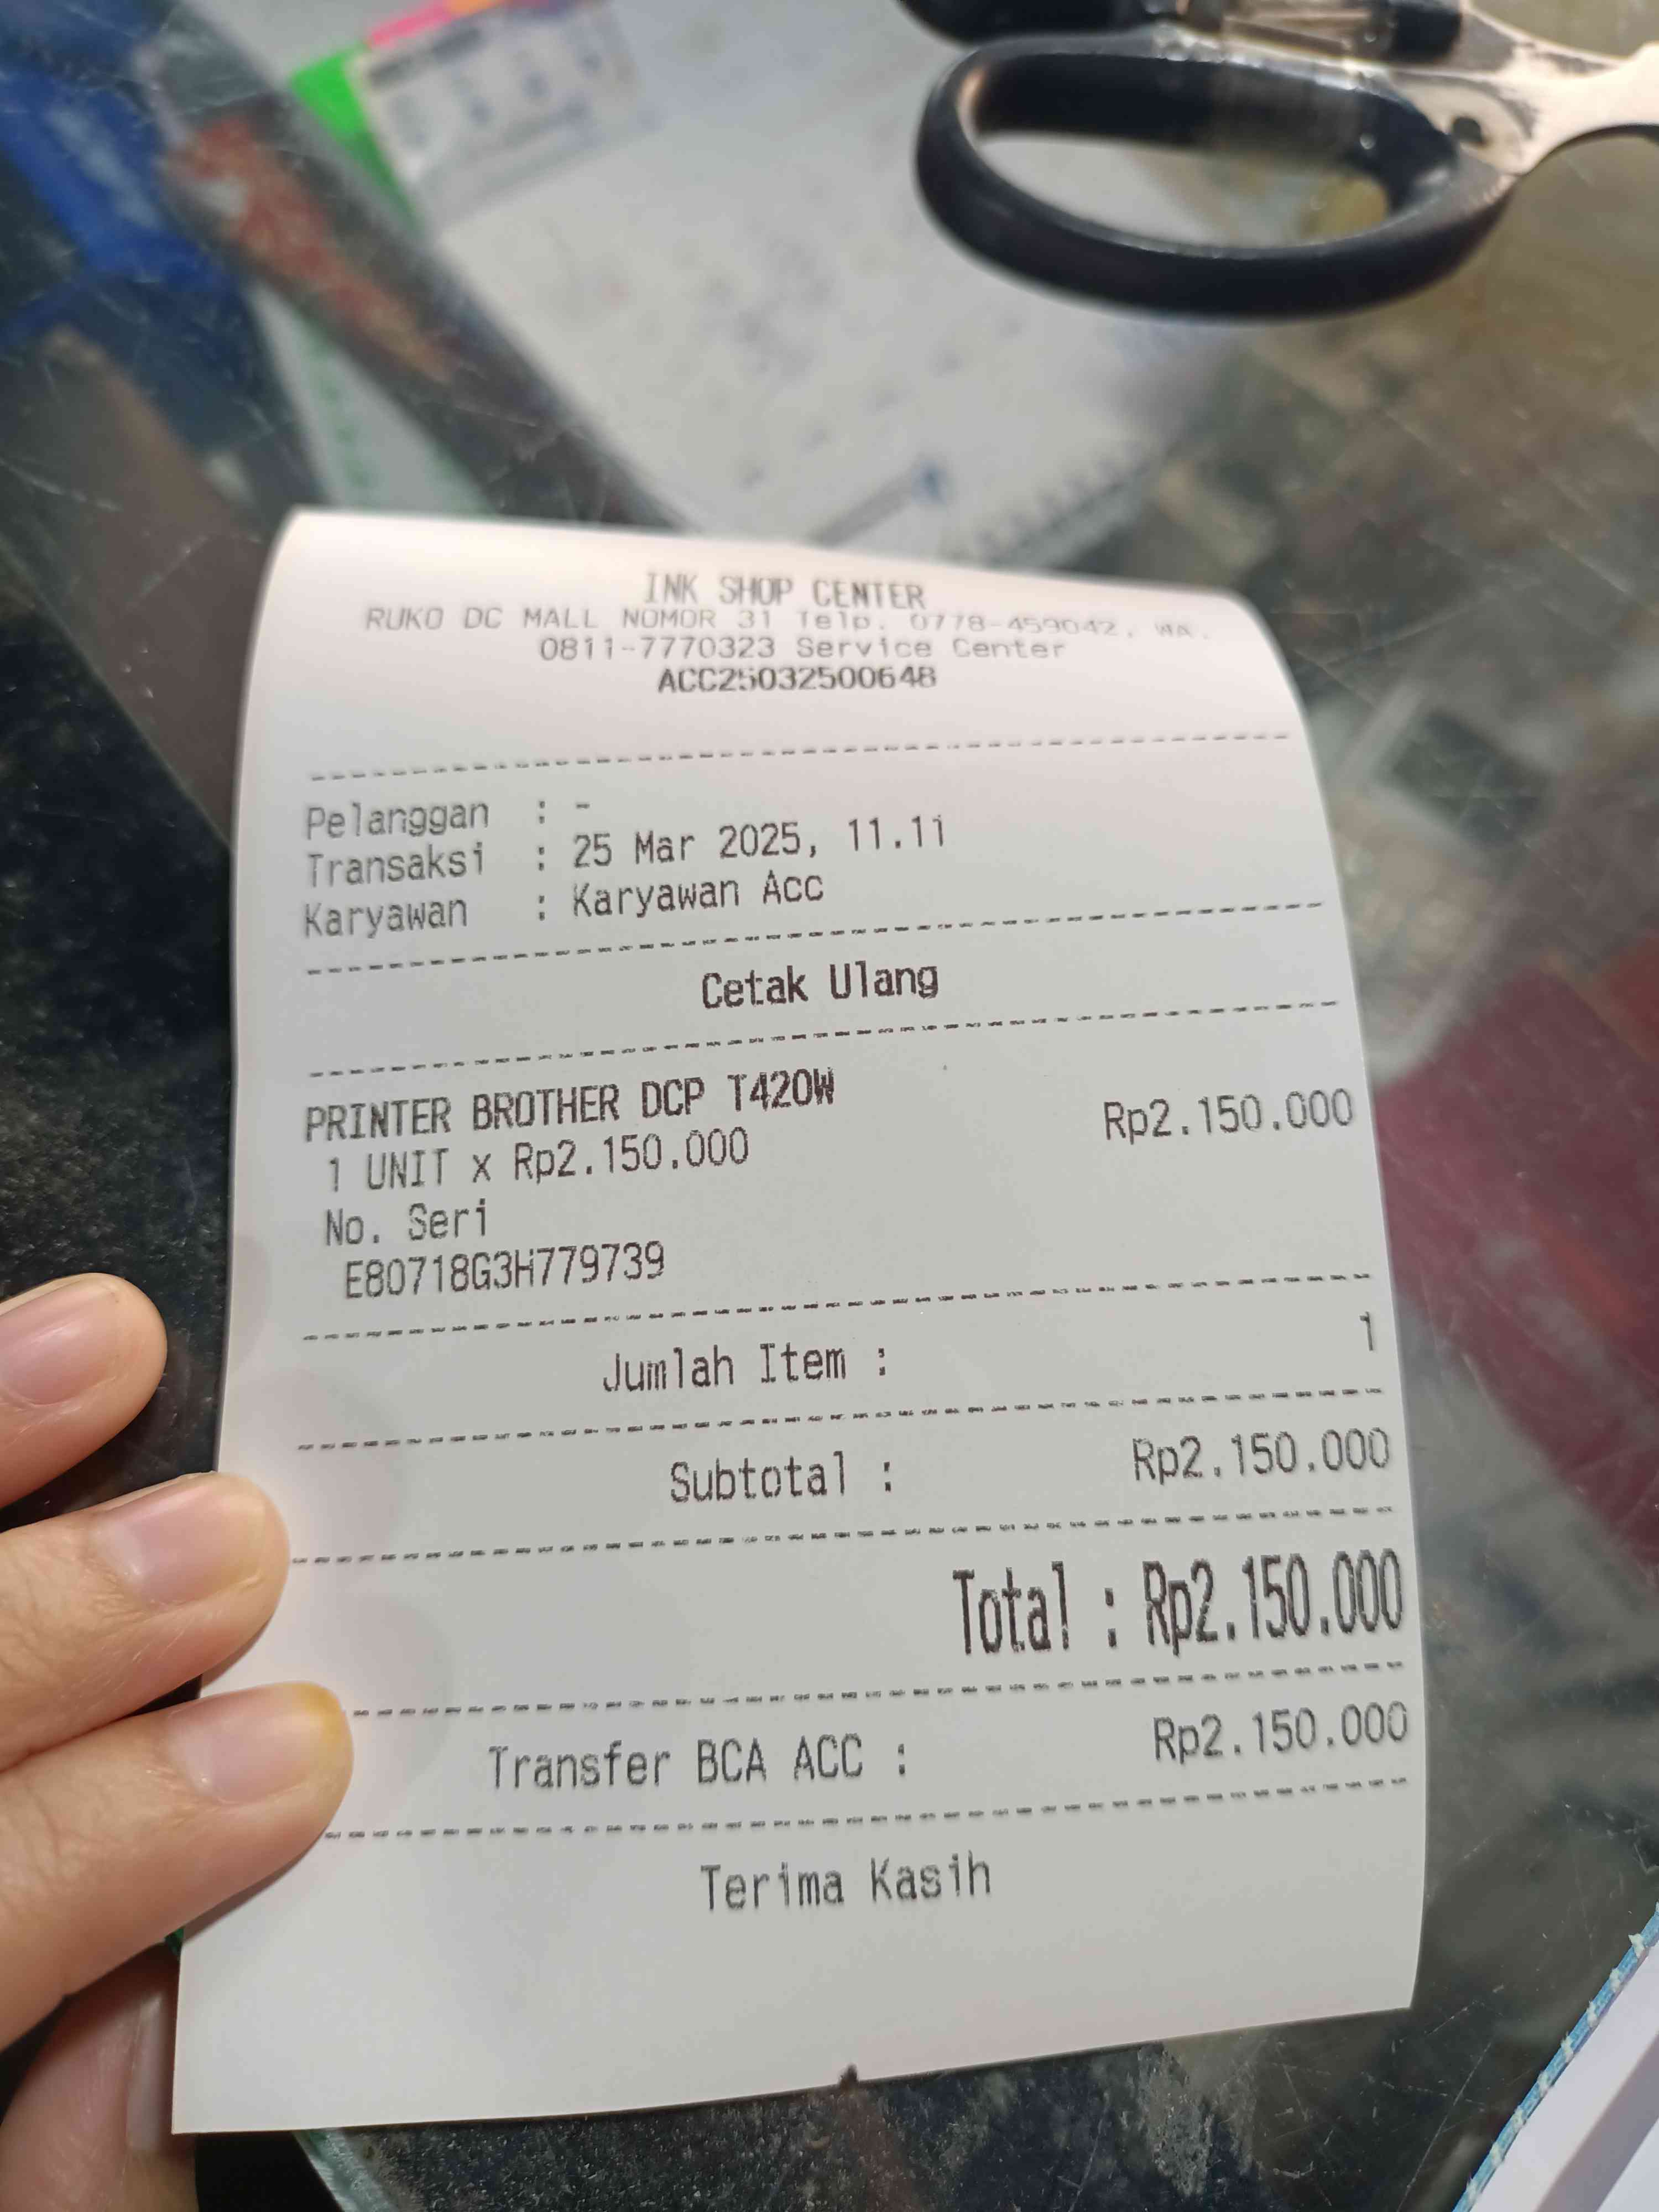 INK SHOP CENTER
RUKO DC MALL NOMOR 31 Telp. 0778-459042, WA.
0811-7770323 Service Center
ACC25032500648
Pelanggan : -
Transaksi : 25 Mar 2025, 11.11
Karyawan : Karyawan Acc
Cetak Ulang
PRINTER BROTHER DCP T420W
1 UNIT x Rp2.150.000 Rp2.150.000
No. Seri
E80718G3H779739
Jumlah Item : 1
Subtotal : Rp2.150.000
Total : Rp2.150.000
Transfer BCA ACC : Rp2.150.000
Terima Kasih